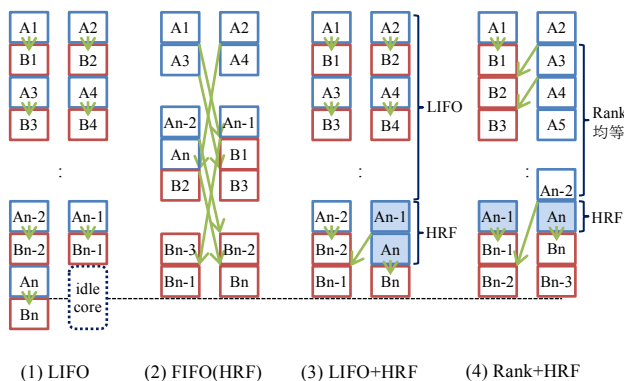 A1 A2 A1 A2 A1 A2 A1 A2
B1 B2 A3 A4 B1 B2 B1 A3
A3 A4 A3 A4 B2 A4
B3 B4 B3 B4 B3 A5
LIFO
Rank
均等
An-2 An-1
An B1
B2 B3
: : :
An-2
An-2 An-1 An-2 An-1 An-1 An
HRF HRF
Bn-2 Bn-1 Bn-3 Bn-2 Bn-2 An Bn-1 Bn
An idle Bn-1 Bn Bn-1 Bn Bn-2 Bn-3
Bn core
(1) LIFO (2) FIFO(HRF) (3) LIFO+HRF (4) Rank+HRF